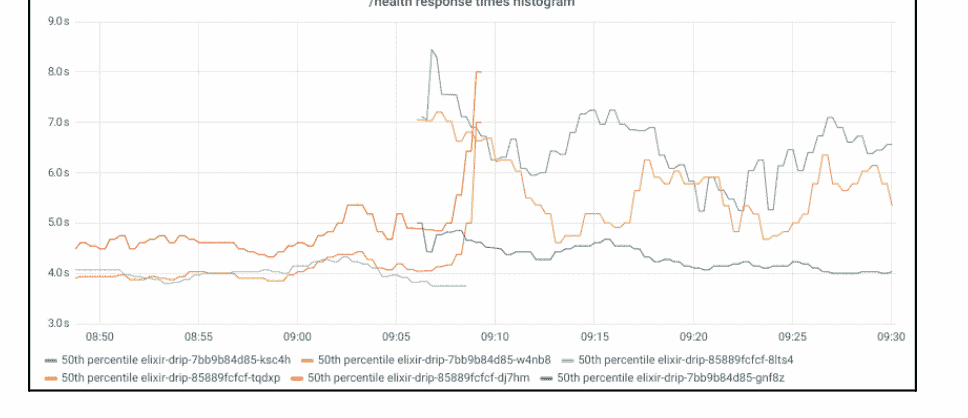 /health response times histogram
9.0 s
8.0 s
7.0 s
6.0 s
5.0 s
4.0 s
3.0 s
08:50 08:55 09:00 09:05 09:10 09:15 09:20 09:25 09:30
50th percentile elixir-drip-7bb9b84d85-ksc4h 50th percentile elixir-drip-7bb9b84d85-w4nb8 50th percentile elixir-drip-85889fcfcf-8lts4
50th percentile elixir-drip-85889fcfcf-tqdxp 50th percentile elixir-drip-85889fcfcf-dj7hm 50th percentile elixir-drip-7bb9b84d85-gnf8z